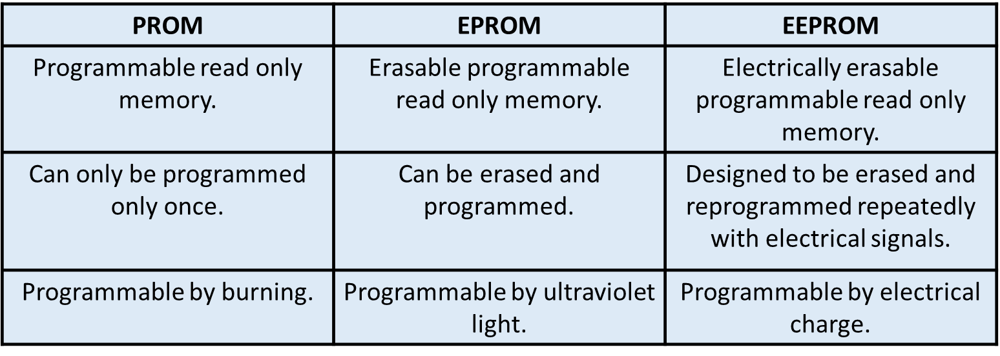 PROM
EPROM
EEPROM
Programmable read only
memory.
Erasable programmable
read only memory.
Electrically erasable
programmable read only
memory.
Can only be programmed
only once.
Can be erased and
programmed.
Designed to be erased and
reprogrammed repeatedly
with electrical signals.
Programmable by burning.
Programmable by ultraviolet
light.
Programmable by electrical
charge.